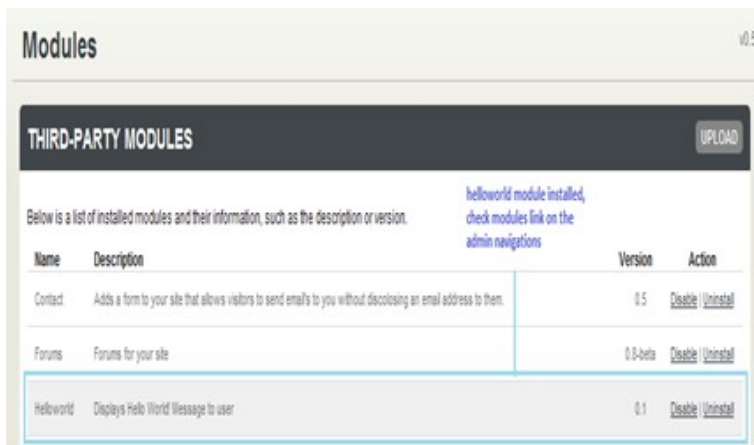 Modules
v0.5
THIRD-PARTY MODULES
UPLOAD
helloworld module installed,
check modules link on the
admin navigations
Below is a list of installed modules and their information, such as the description or version.
Name Description Version Action
Contact Adds a form to your site that allows visitors to send email's to you without discolosing an email address to them. 0.5 Disable | Uninstall
Forums Forums for your site 0.8-beta Disable | Uninstall
Helloworld Displays Hello World Message to user 0.1 Disable | Uninstall